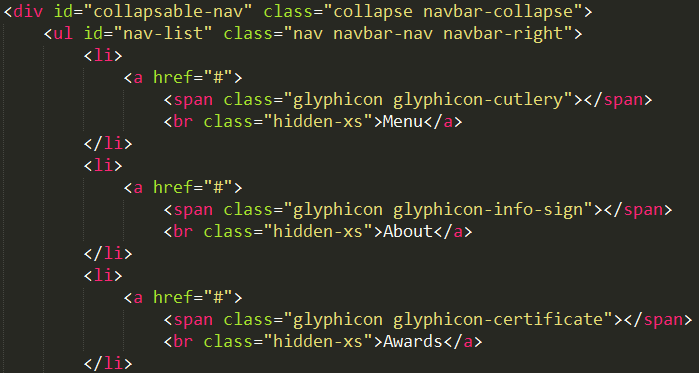 <div id="collapsable-nav" class="collapse navbar-collapse">
    <ul id="nav-list" class="nav navbar-nav navbar-right">
        <li>
            <a href="#">
                <span class="glyphicon glyphicon-cutlery"></span>
                <br class="hidden-xs">Menu</a>
        </li>
        <li>
            <a href="#">
                <span class="glyphicon glyphicon-info-sign"></span>
                <br class="hidden-xs">About</a>
        </li>
        <li>
            <a href="#">
                <span class="glyphicon glyphicon-certificate"></span>
                <br class="hidden-xs">Awards</a>
        </li>